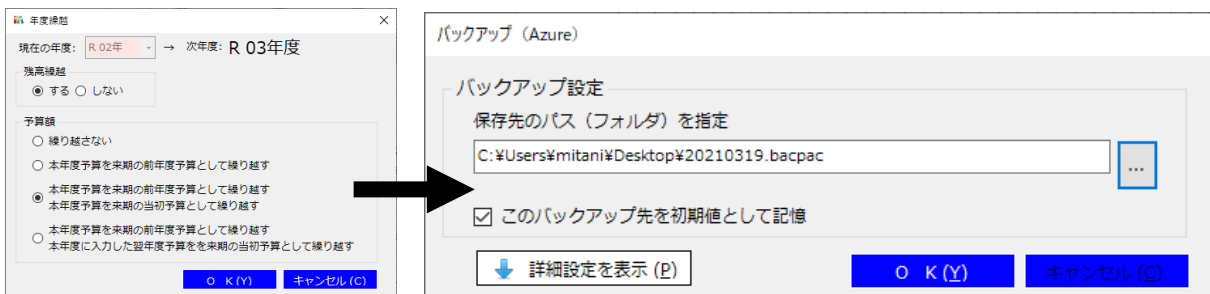 年度繰越
現在の年度: R 02年 → 次年度: R 03年度
残高繰越
する しない
予算額
繰り越さない
本年度予算を来期の前年度予算として繰り越す
本年度予算を来期の前年度予算として繰り越す
本年度予算を来期の当初予算として繰り越す
本年度予算を来期の前年度予算として繰り越す
本年度に入力した翌年度予算をを来期の当初予算として繰り越す
O K(Y) キャンセル(C)
バックアップ（Azure）
バックアップ設定
保存先のパス（フォルダ）を指定
C:¥Users¥mitani¥Desktop¥20210319.bacpac
...
このバックアップ先を初期値として記憶
詳細設定を表示(P) O K(Y) キャンセル(C)